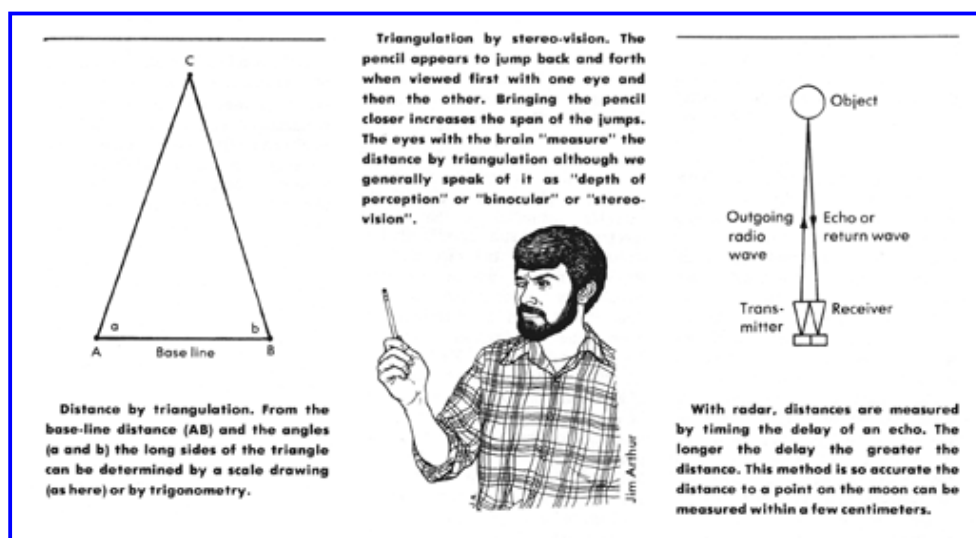 C
a
b
A
Base line
B
Distance by triangulation. From the
base-line distance (AB) and the angles
(a and b) the long sides of the triangle
can be determined by a scale drawing
(as here) or by trigonometry.
Triangulation by stereo-vision. The
pencil appears to jump back and forth
when viewed first with one eye and
then the other. Bringing the pencil
closer increases the span of the jumps.
The eyes with the brain "measure" the
distance by triangulation although we
generally speak of it as "depth of
perception" or "binocular" or "stereo-
vision".
Jim Arthur
Object
Outgoing
radio
wave
Echo or
return wave
Trans-
mitter
Receiver
With radar, distances are measured
by timing the delay of an echo. The
longer the delay the greater the
distance. This method is so accurate the
distance to a point on the moon can be
measured within a few centimeters.